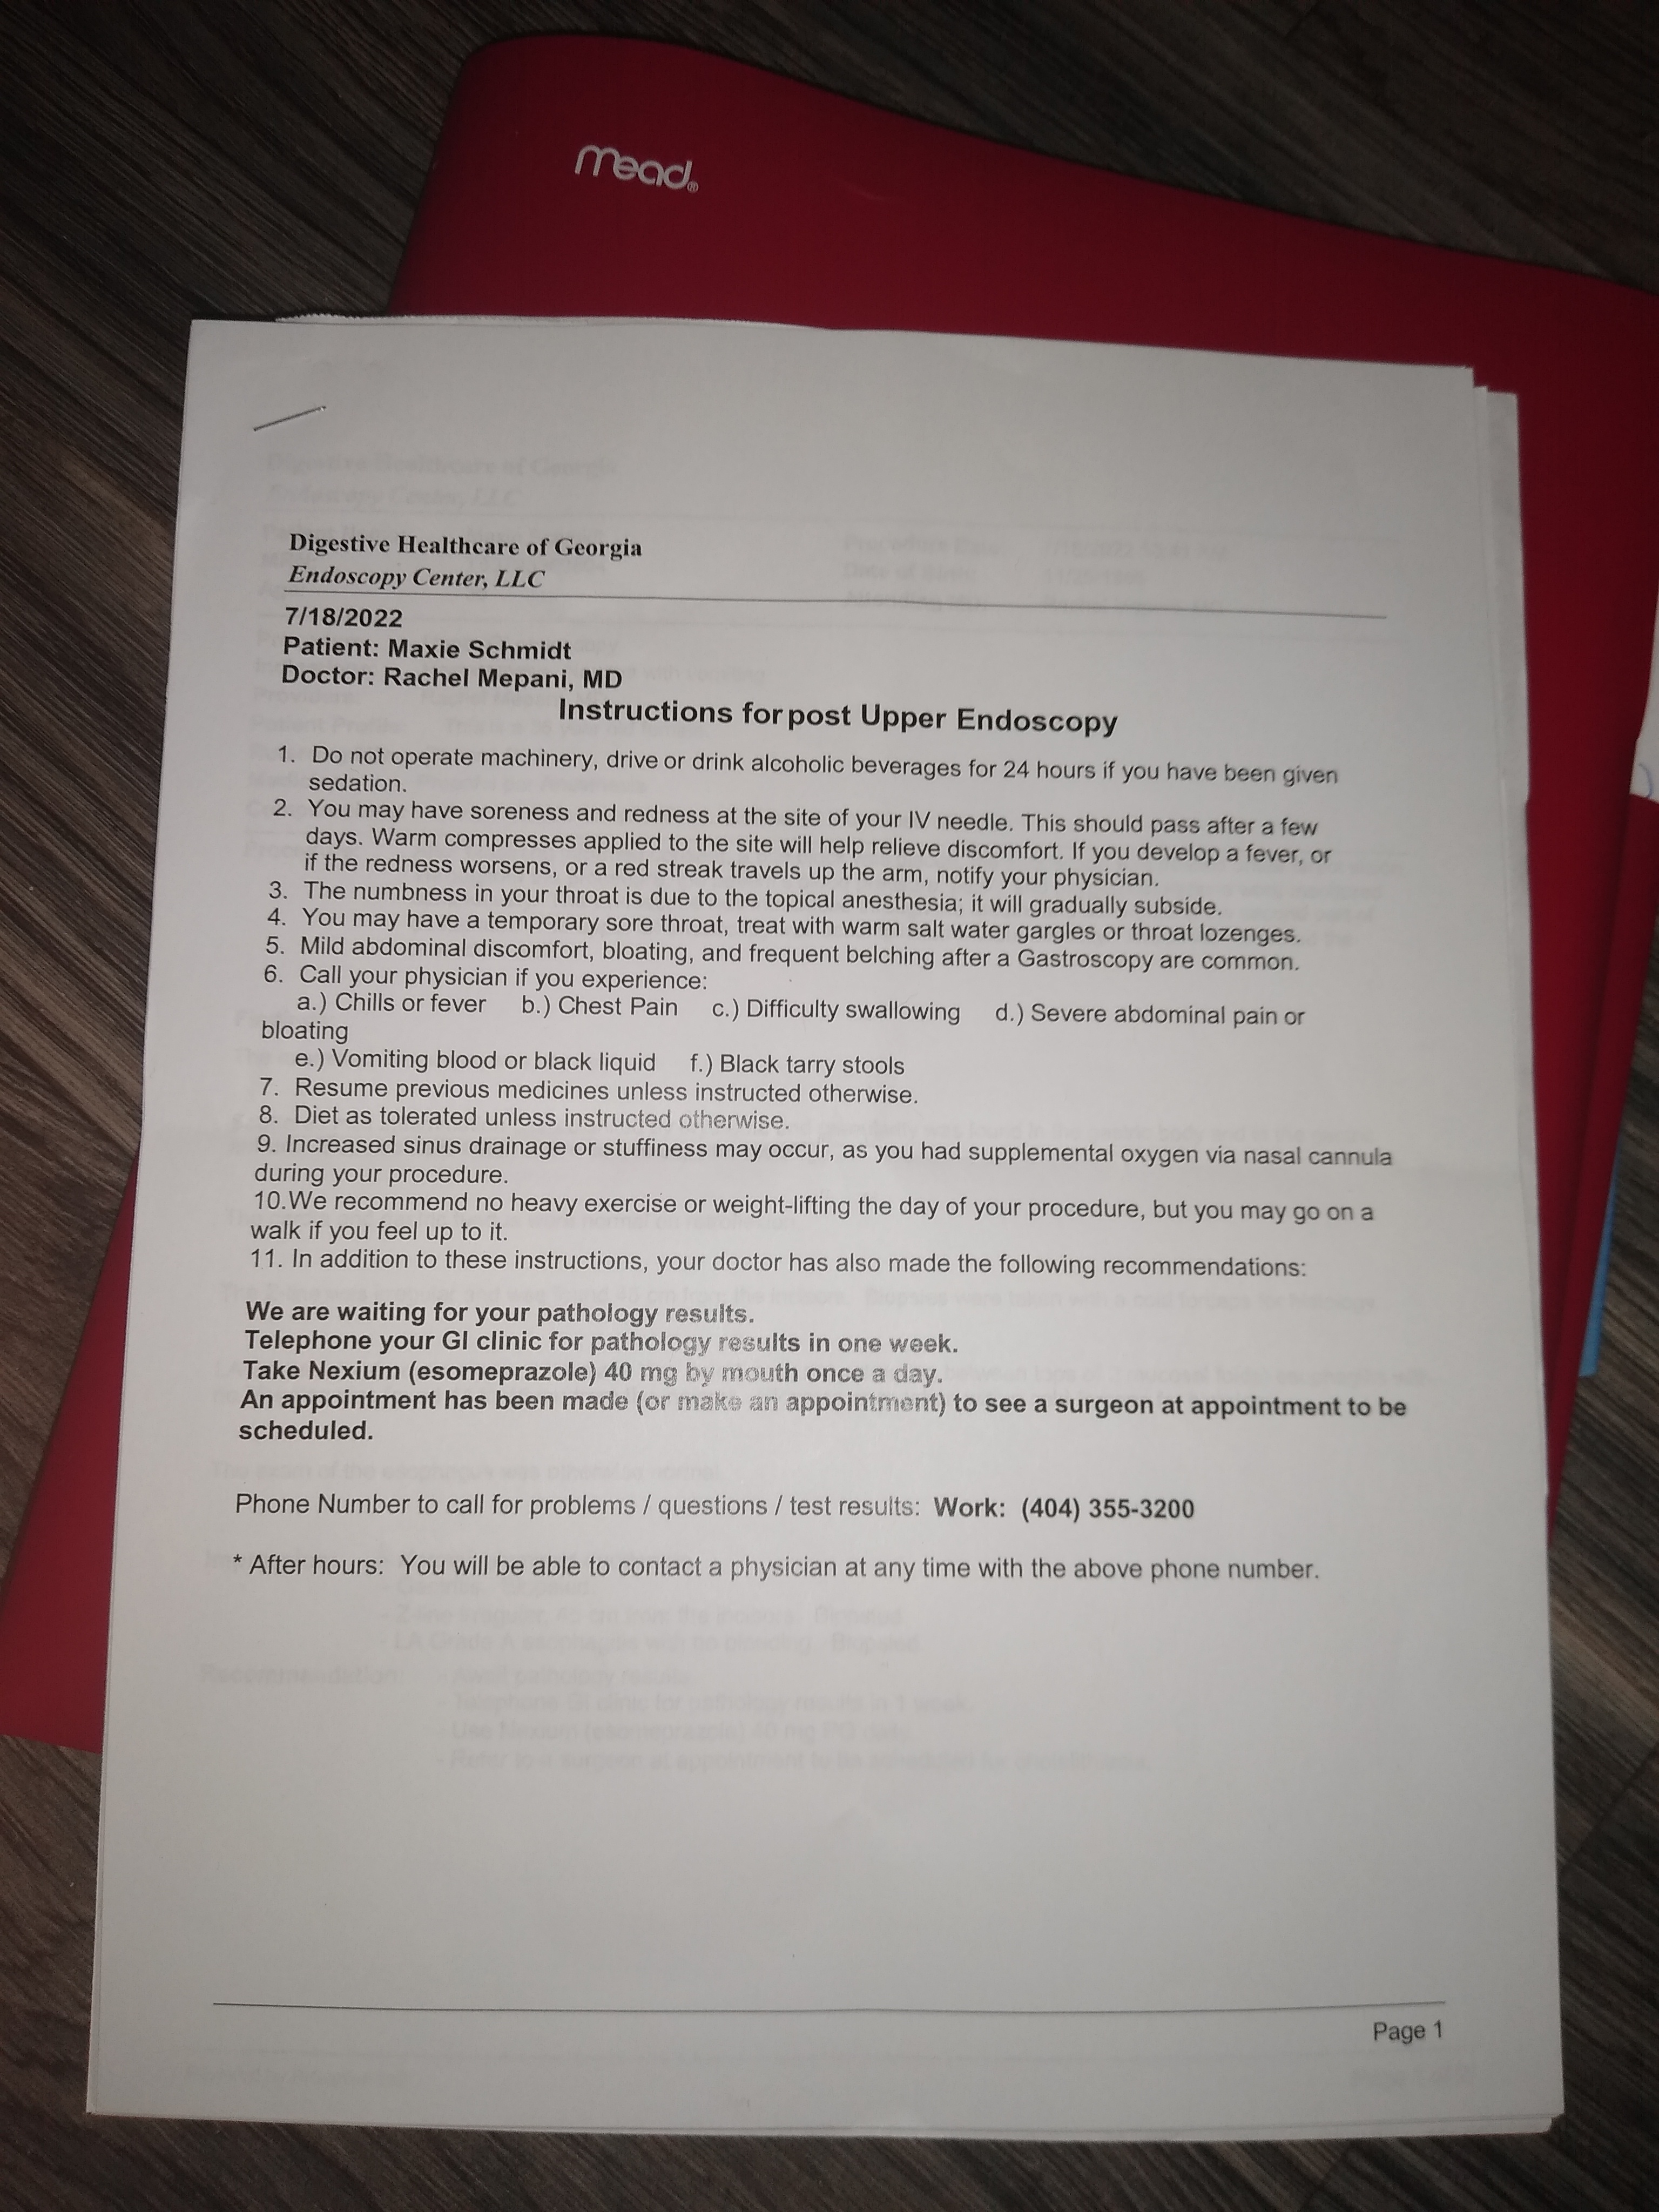 mead®
Digestive Healthcare of Georgia
Endoscopy Center, LLC
7/18/2022
Patient: Maxie Schmidt
Doctor: Rachel Mepani, MD
Instructions for post Upper Endoscopy
1. Do not operate machinery, drive or drink alcoholic beverages for 24 hours if you have been given
sedation.
2. You may have soreness and redness at the site of your IV needle. This should pass after a few
days. Warm compresses applied to the site will help relieve discomfort. If you develop a fever, or
if the redness worsens, or a red streak travels up the arm, notify your physician.
3. The numbness in your throat is due to the topical anesthesia; it will gradually subside.
4. You may have a temporary sore throat, treat with warm salt water gargles or throat lozenges.
5. Mild abdominal discomfort, bloating, and frequent belching after a Gastroscopy are common.
6. Call your physician if you experience:
a.) Chills or fever b.) Chest Pain c.) Difficulty swallowing d.) Severe abdominal pain or
bloating
e.) Vomiting blood or black liquid f.) Black tarry stools
7. Resume previous medicines unless instructed otherwise.
8. Diet as tolerated unless instructed otherwise.
9. Increased sinus drainage or stuffiness may occur, as you had supplemental oxygen via nasal cannula
during your procedure.
10.We recommend no heavy exercise or weight-lifting the day of your procedure, but you may go on a
walk if you feel up to it.
11. In addition to these instructions, your doctor has also made the following recommendations:
We are waiting for your pathology results.
Telephone your GI clinic for pathology results in one week.
Take Nexium (esomeprazole) 40 mg by mouth once a day.
An appointment has been made (or make an appointment) to see a surgeon at appointment to be
scheduled.
Phone Number to call for problems / questions / test results: Work: (404) 355-3200
* After hours: You will be able to contact a physician at any time with the above phone number.
Page 1